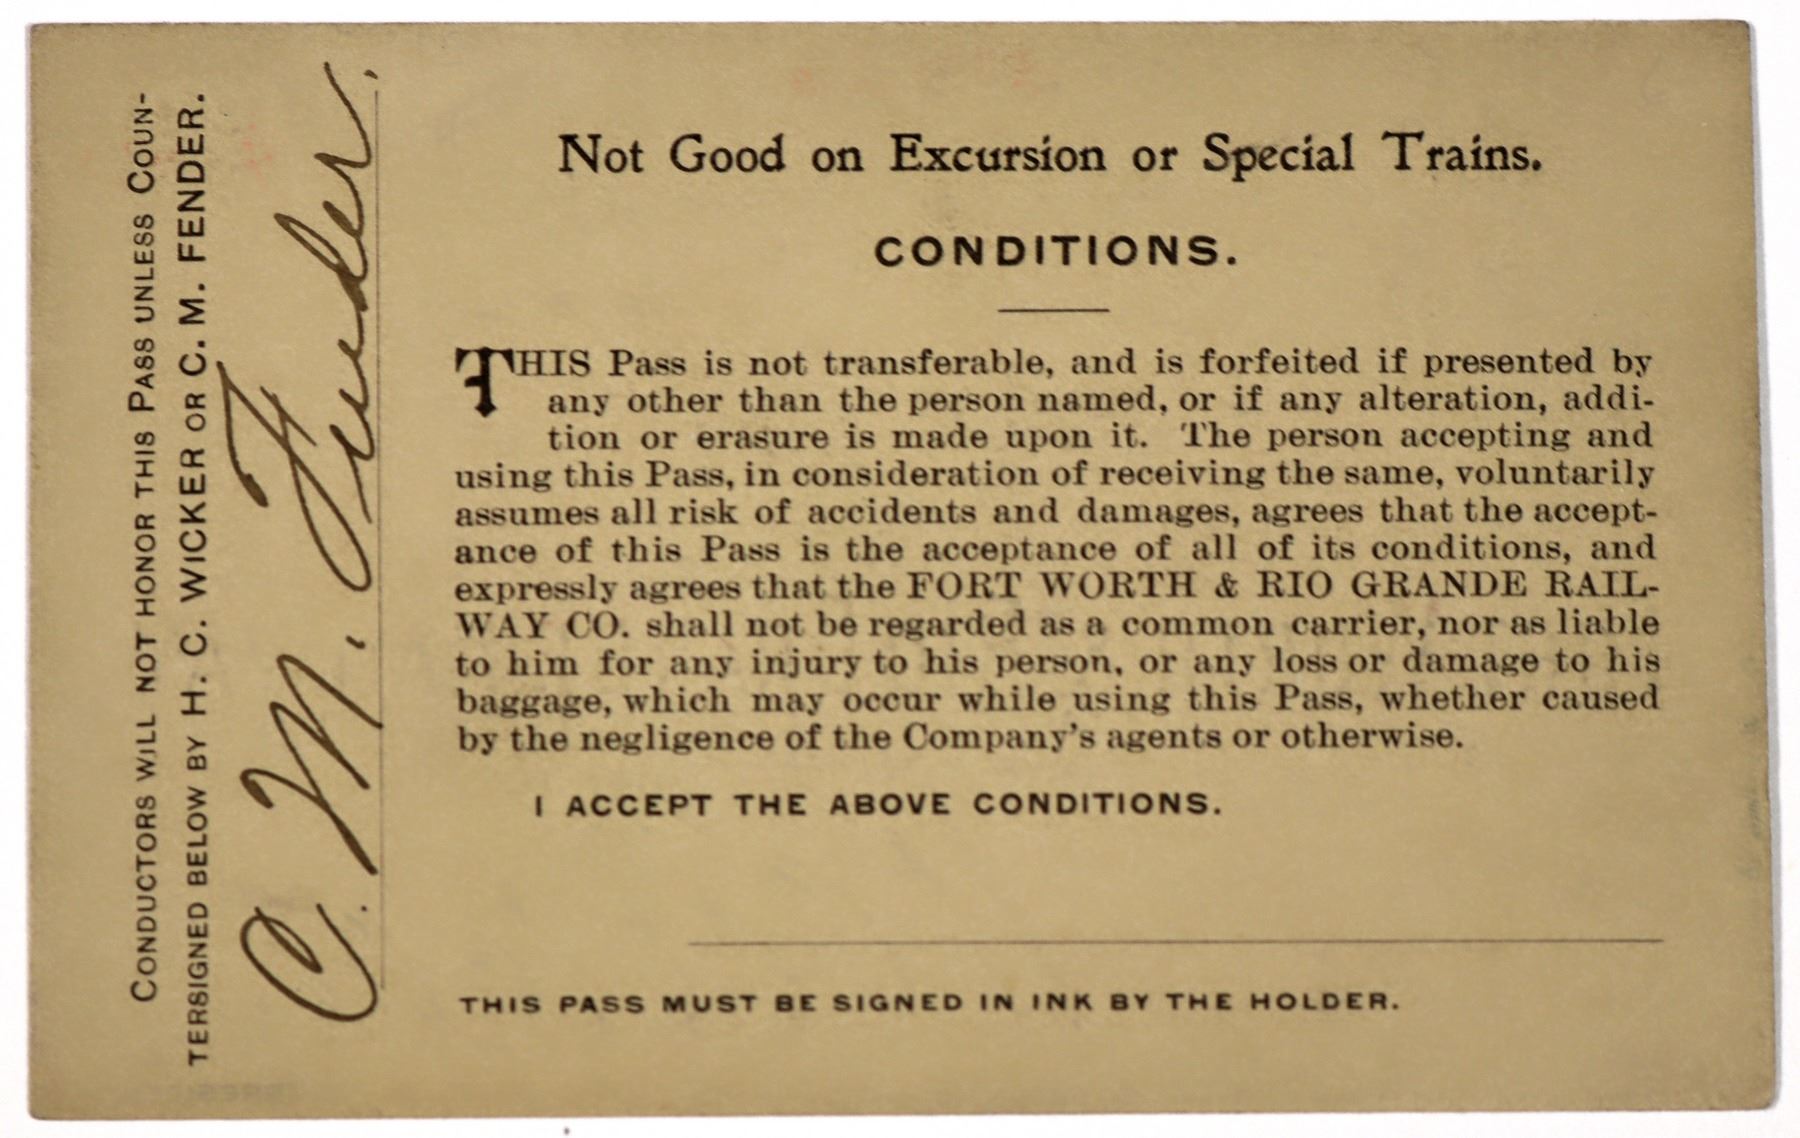 CONDUCTORS WILL NOT HONOR THIS PASS UNLESS COUN-
TERSIGNED BELOW BY H. C. WICKER OR C. M. FENDER.
C. M. Fender.
Not Good on Excursion or Special Trains.
CONDITIONS.
THIS Pass is not transferable, and is forfeited if presented by
any other than the person named, or if any alteration, addi-
tion or erasure is made upon it. The person accepting and
using this Pass, in consideration of receiving the same, voluntarily
assumes all risk of accidents and damages, agrees that the accept-
ance of this Pass is the acceptance of all of its conditions, and
expressly agrees that the FORT WORTH & RIO GRANDE RAIL-
WAY CO. shall not be regarded as a common carrier, nor as liable
to him for any injury to his person, or any loss or damage to his
baggage, which may occur while using this Pass, whether caused
by the negligence of the Company's agents or otherwise.
I ACCEPT THE ABOVE CONDITIONS.
THIS PASS MUST BE SIGNED IN INK BY THE HOLDER.